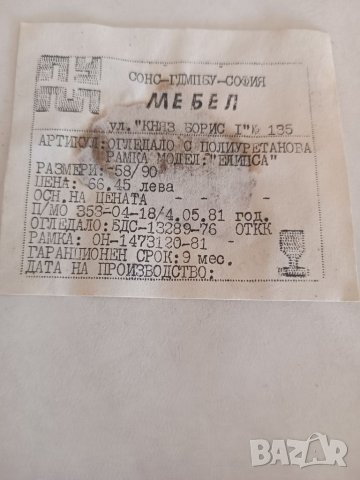 СОНС-ГДМПБУ-СОФИЯ
МЕБЕЛ
ул. "КНЯЗ БОРИС I"№ 135
АРТИКУЛ:ОГЛЕДАЛО С ПОЛИУРЕТАНОВА
РАМКА МОДЕЛ:"ЕЛИПСА"
РАЗМЕРИ:-58/90
ЦЕНА: 66.45 лева
ОСН.НА ЦЕНАТА - - - -
П/МО 353-04-18/4.05.81 год.
ОГЛЕДАЛО:БДС-13289-76 ОТКК
РАМКА: ОН-1473120-81 - -
ГАРАНЦИОНЕН СРОК:9 мес.
ДАТА НА ПРОИЗВОДСТВО:
BAZAR